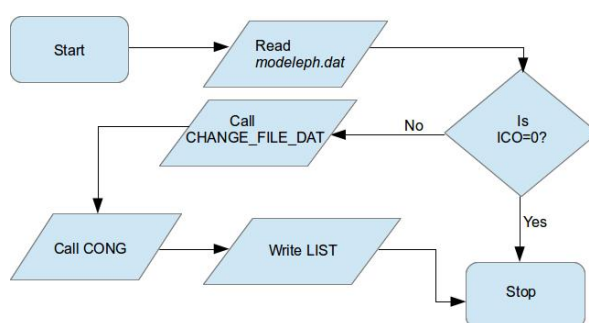 Start
Read
modeleph.dat
Is
ICO=0?
No
Call
CHANGE_FILE_DAT
Yes
Call CONG
Write LIST
Stop